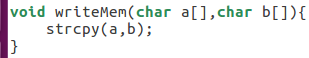 void writeMem(char a[],char b[]){
    strcpy(a,b);
}